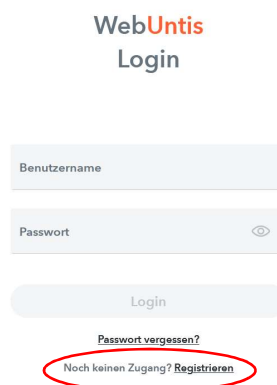 WebUntis
Login
Benutzername
Passwort
Login
Passwort vergessen?
Noch keinen Zugang? Registrieren